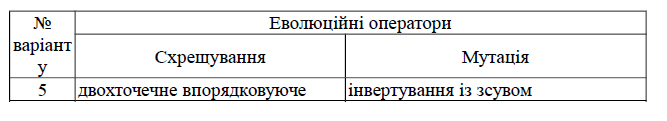 №
варіант
у
Еволюційні оператори
Схрещування
Мутація
5
двохточечне впорядковуюче
інвертування із зсувом